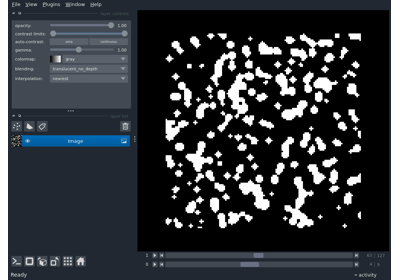 File View Plugins Window Help
opacity: 1.00
contrast limits:
auto-contrast: once continuous
gamma: 1.00
colormap: gray
blending: translucent_no_depth
interpolation: nearest
Image
1
0
Ready
activity